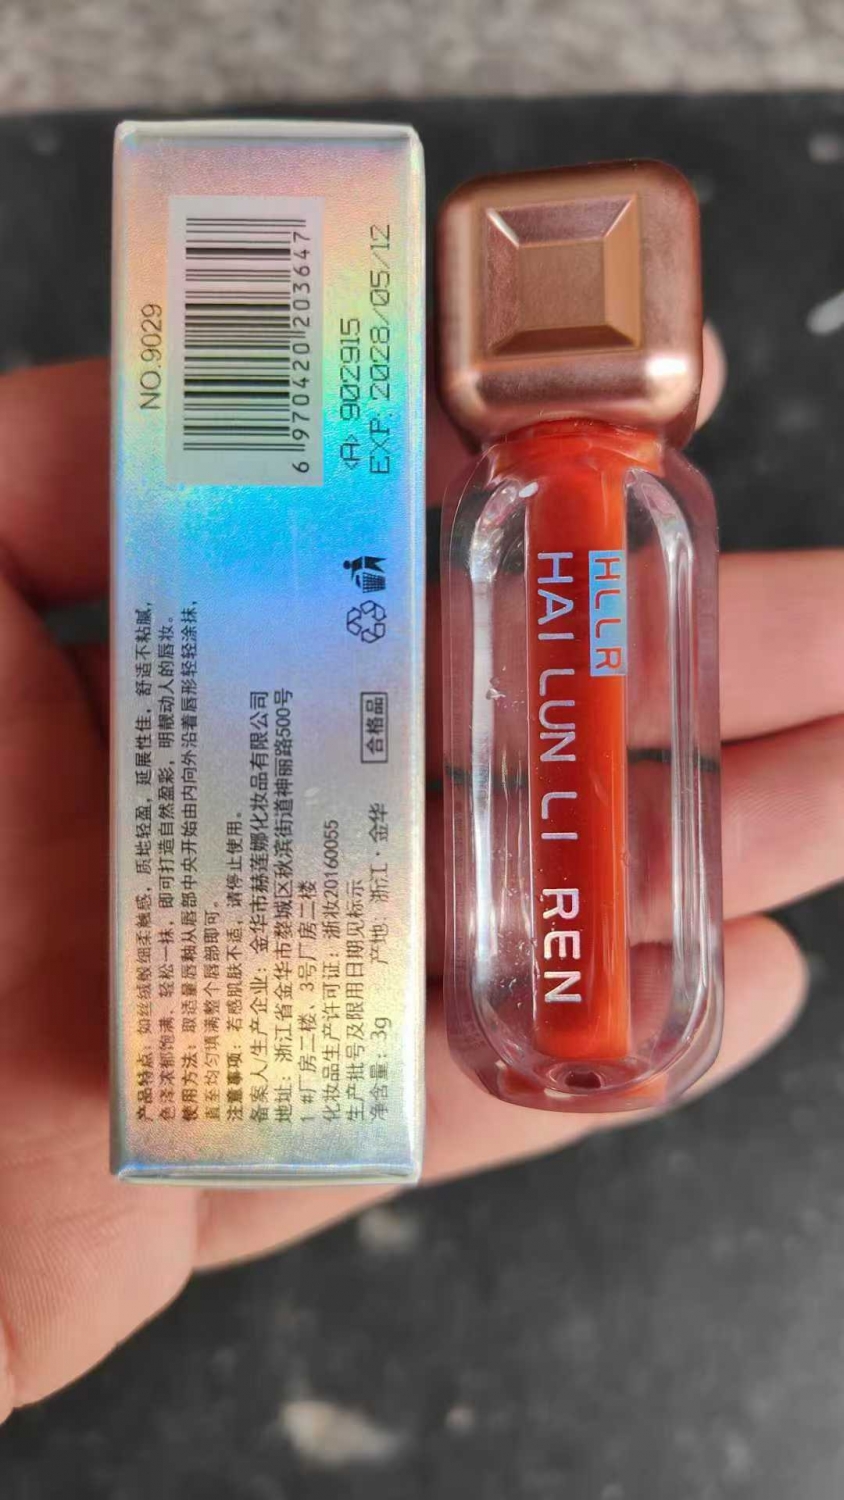 产品特点：如丝绒般细柔触感，质地轻盈，延展性佳，舒适不粘腻，
色泽浓郁饱满、轻松一抹，即可打造自然盈彩，明靓动人的唇妆。
使用方法：取适量唇釉从唇部中央开始由内向外沿着唇形轻轻涂抹，
直至均匀填满整个唇部即可。
注意事项：若感肌肤不适，请停止使用。
备案人/生产企业：金华市赫莲娜化妆品有限公司
地址：浙江省金华市婺城区秋滨街道神丽路500号
1#厂房二楼、3号厂房二楼
化妆品生产许可证：浙妆20160055
生产批号及限用日期见标示
净含量：3g 产地：浙江·金华
合格品
NO.9029
6 970420 203647
<A> 902915
EXP: 2028/05/12
HLLR
HAI LUN LI REN